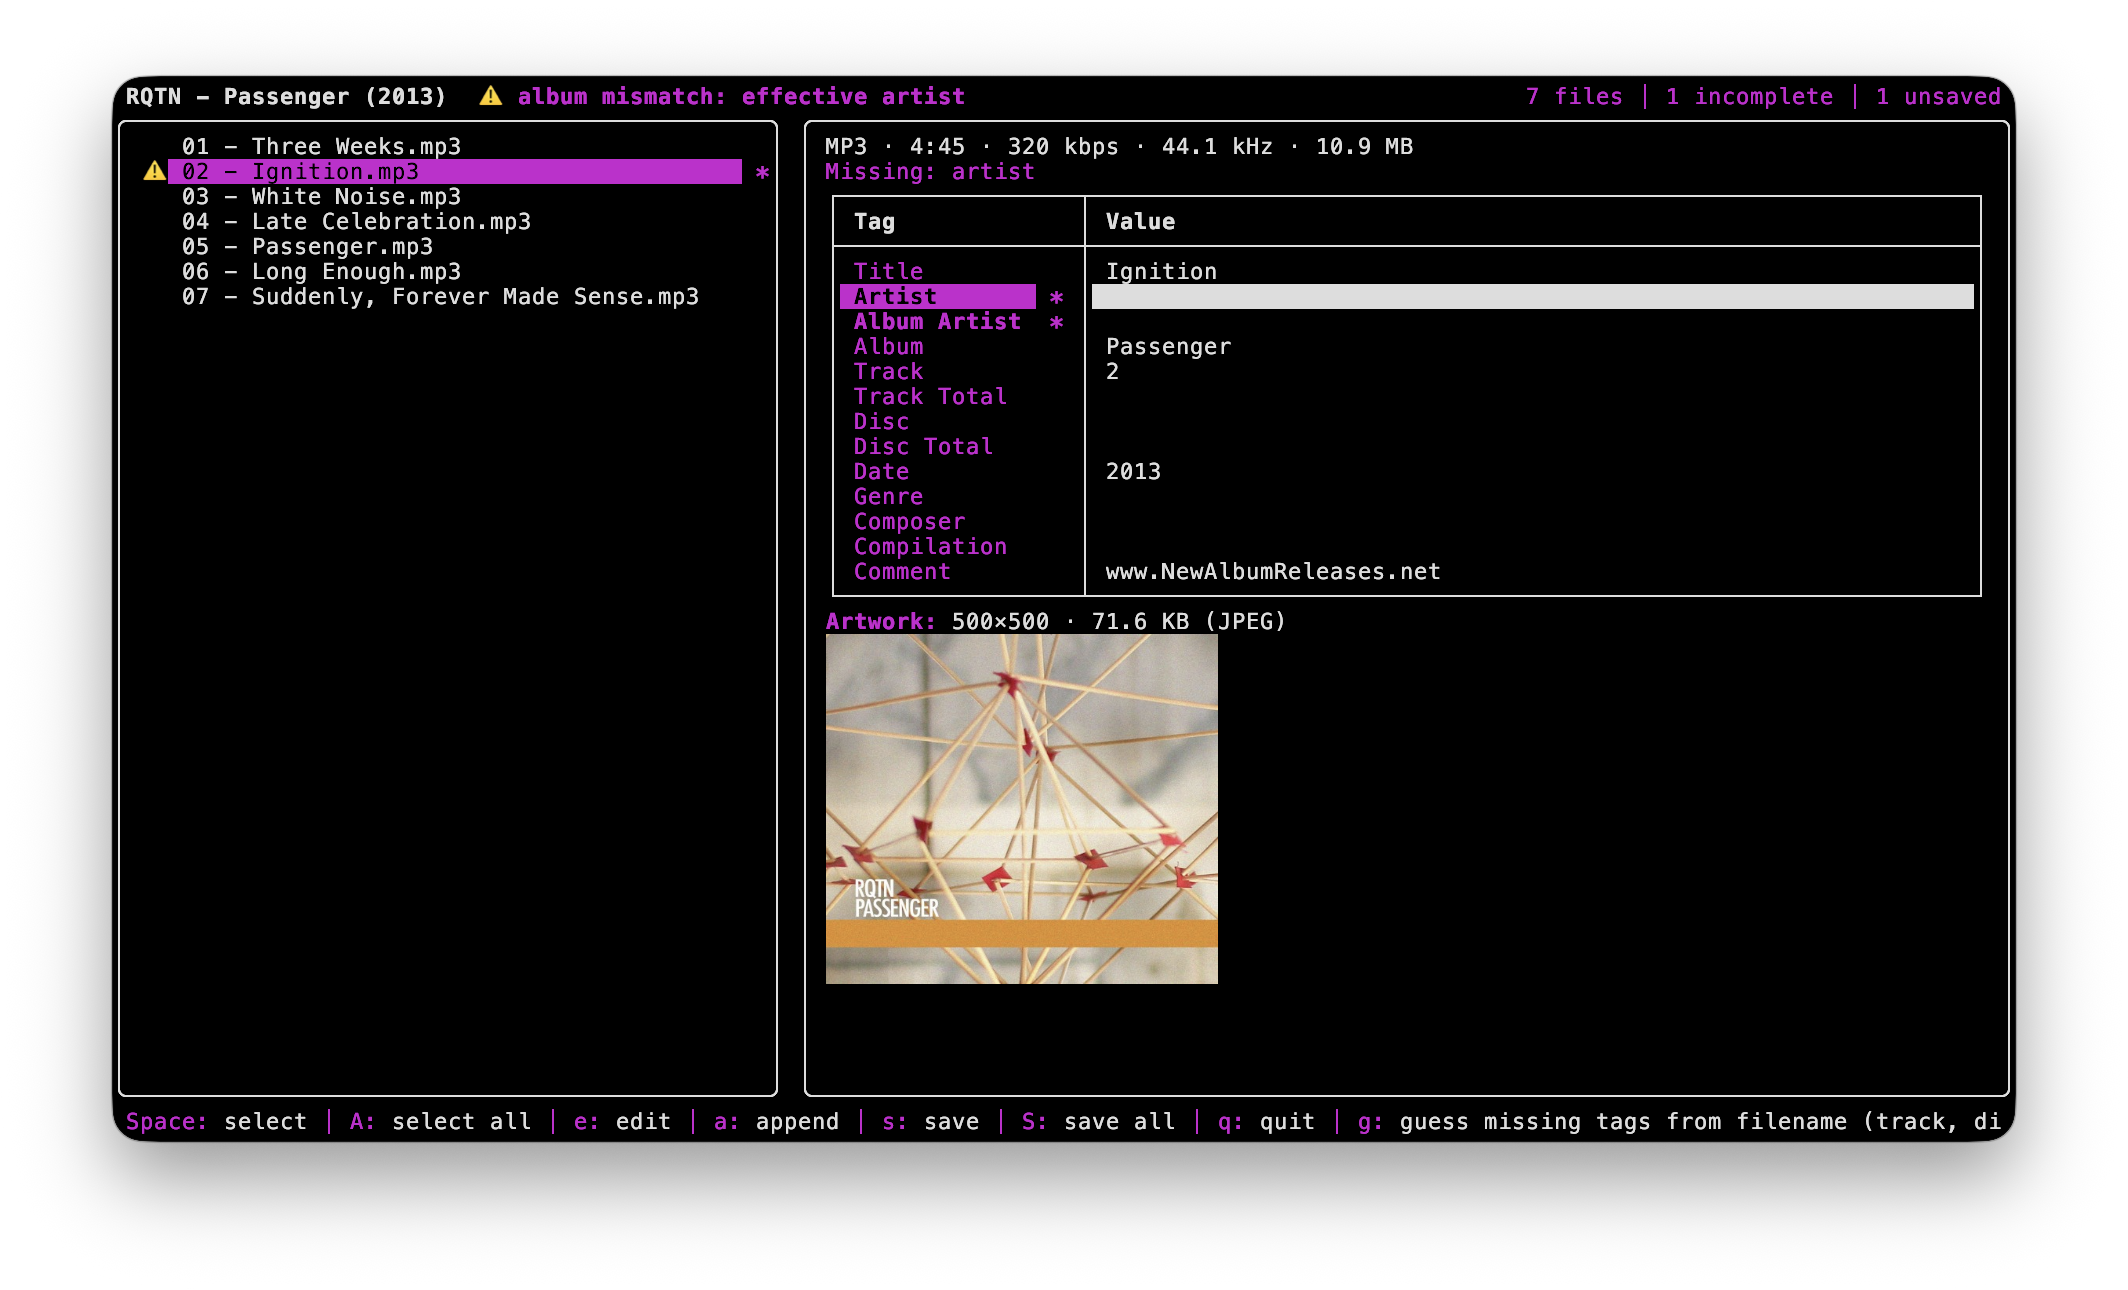 RQTN – Passenger (2013) ⚠️ album mismatch: effective artist 7 files │ 1 incomplete │ 1 unsaved
01 – Three Weeks.mp3
⚠️ 02 – Ignition.mp3 *
03 – White Noise.mp3
04 – Late Celebration.mp3
05 – Passenger.mp3
06 – Long Enough.mp3
07 – Suddenly, Forever Made Sense.mp3
MP3 · 4:45 · 320 kbps · 44.1 kHz · 10.9 MB
Missing: artist
Tag Value
Title Ignition
Artist *
Album Artist *
Album Passenger
Track 2
Track Total
Disc
Disc Total
Date 2013
Genre
Composer
Compilation
Comment www.NewAlbumReleases.net
Artwork: 500×500 · 71.6 KB (JPEG)
RQTN
PASSENGER
Space: select │ A: select all │ e: edit │ a: append │ s: save │ S: save all │ q: quit │ g: guess missing tags from filename (track, di